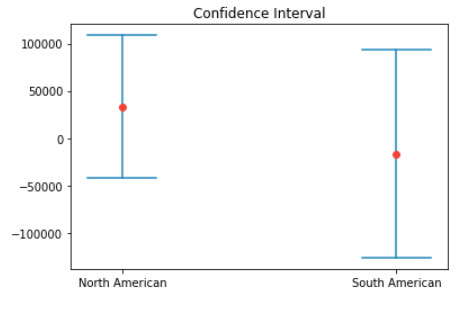 Confidence Interval
100000
50000
0
−50000
−100000
North American
South American